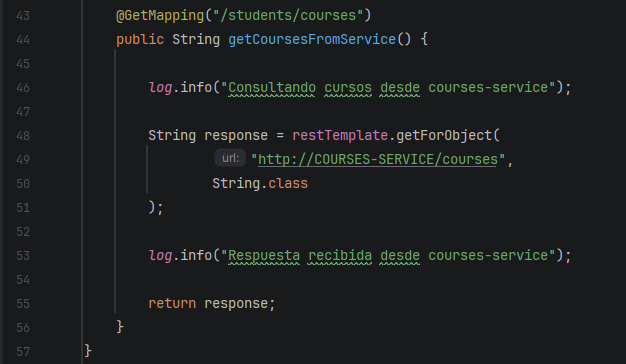 43 @GetMapping("/students/courses")
44 public String getCoursesFromService() {
45
46 log.info("Consultando cursos desde courses-service");
47
48 String response = restTemplate.getForObject(
49 url: "http://COURSES-SERVICE/courses",
50 String.class
51 );
52
53 log.info("Respuesta recibida desde courses-service");
54
55 return response;
56 }
57 }